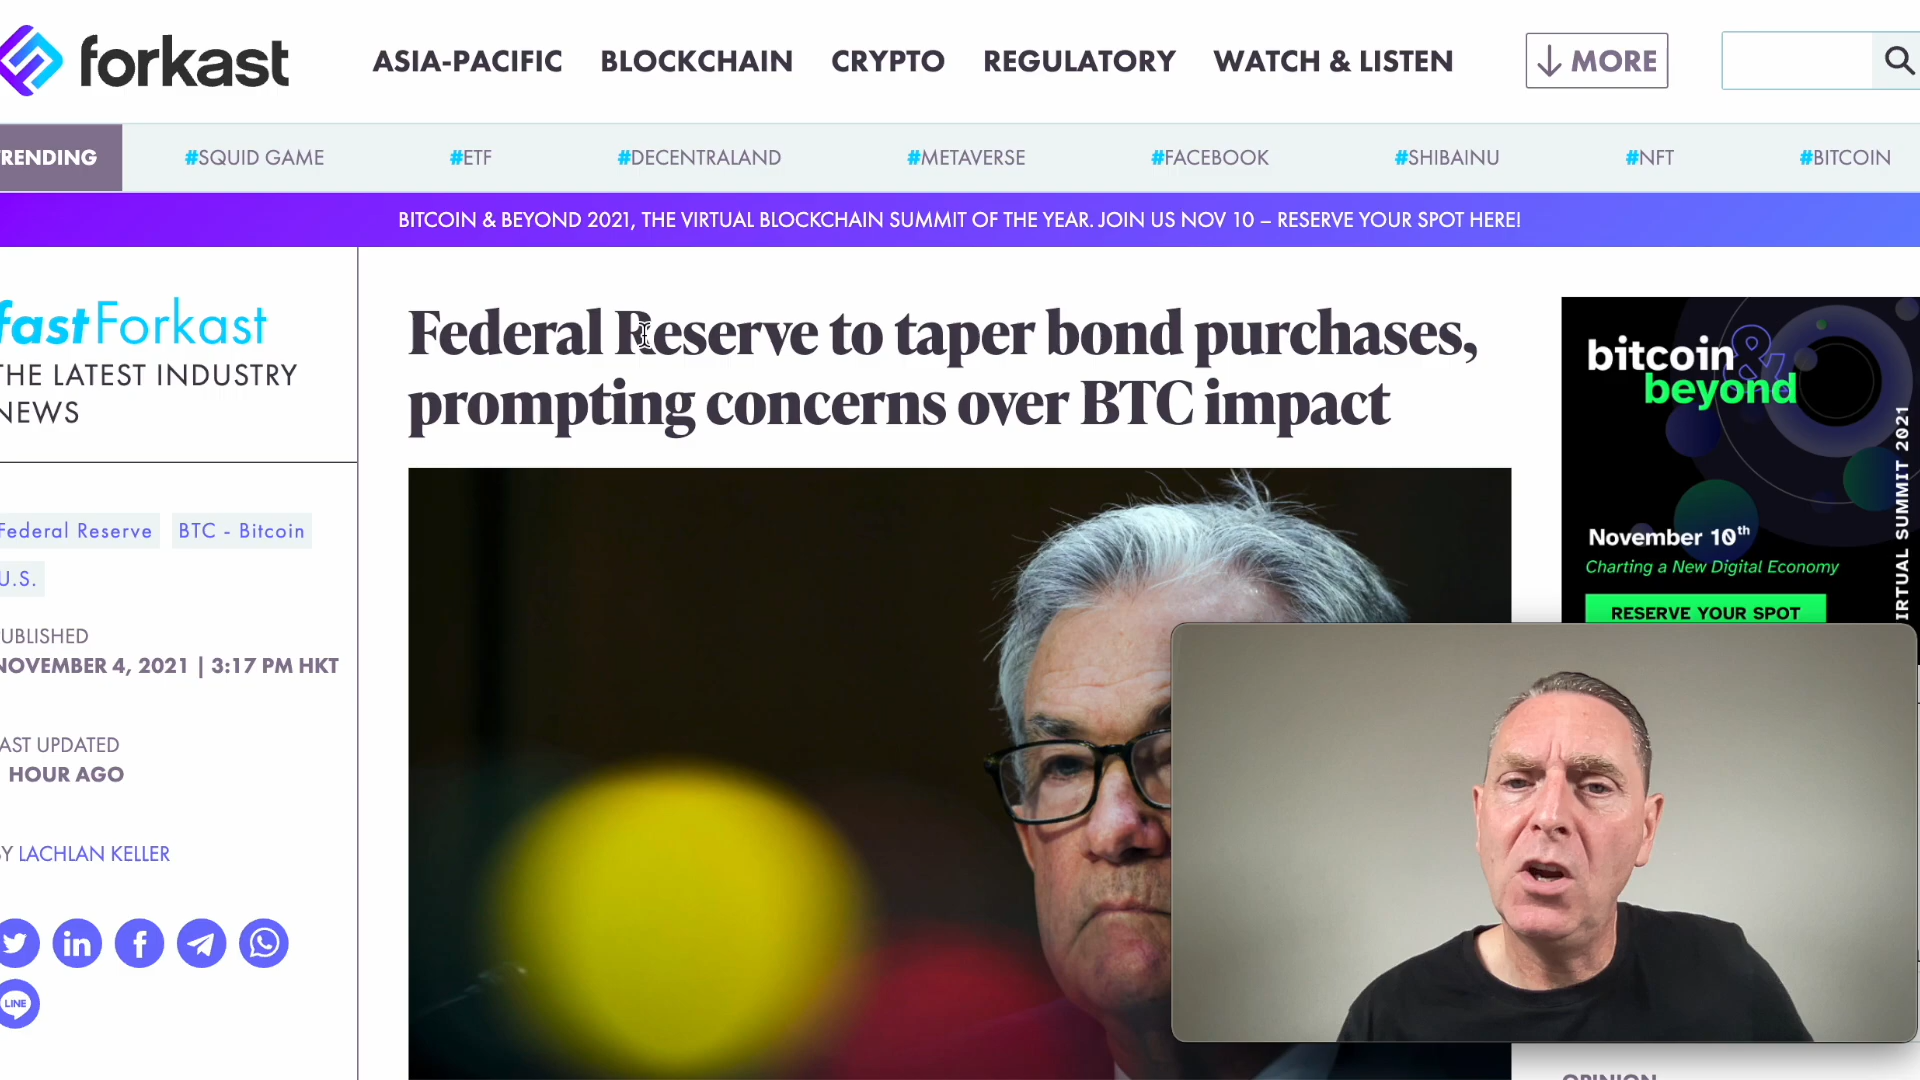 forkast
ASIA-PACIFIC BLOCKCHAIN CRYPTO REGULATORY WATCH & LISTEN MORE
RENDING #SQUID GAME #ETF #DECENTRALAND #METAVERSE #FACEBOOK #SHIBAINU #NFT #BITCOIN
BITCOIN & BEYOND 2021, THE VIRTUAL BLOCKCHAIN SUMMIT OF THE YEAR. JOIN US NOV 10 – RESERVE YOUR SPOT HERE!
fastForkast
THE LATEST INDUSTRY
NEWS
Federal Reserve BTC - Bitcoin
U.S.
UBLISHED
NOVEMBER 4, 2021 | 3:17 PM HKT
AST UPDATED
HOUR AGO
BY LACHLAN KELLER
LINE
Federal Reserve to taper bond purchases,
prompting concerns over BTC impact
bitcoin &
beyond
November 10th
Charting a New Digital Economy
RESERVE YOUR SPOT
IRTUAL SUMMIT 2021
OPINION